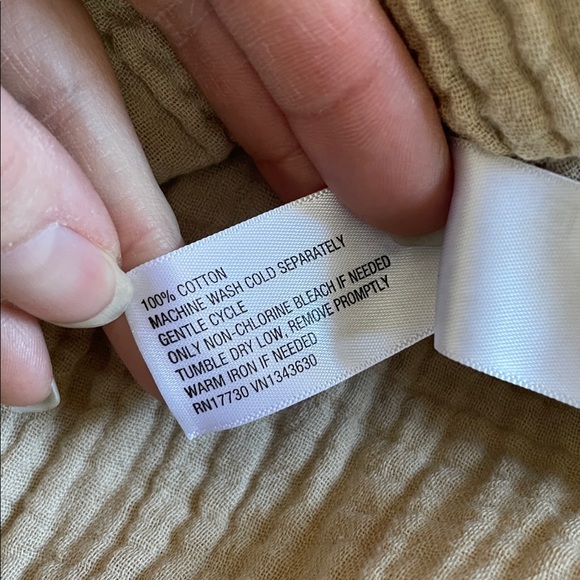 100% COTTON
MACHINE WASH COLD SEPARATELY
GENTLE CYCLE
ONLY NON-CHLORINE BLEACH IF NEEDED
TUMBLE DRY LOW, REMOVE PROMPTLY
WARM IRON IF NEEDED
RN17730 VN1343630